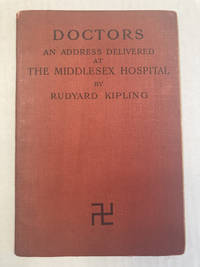 DOCTORS
AN ADDRESS DELIVERED
AT
THE MIDDLESEX HOSPITAL
BY
RUDYARD KIPLING